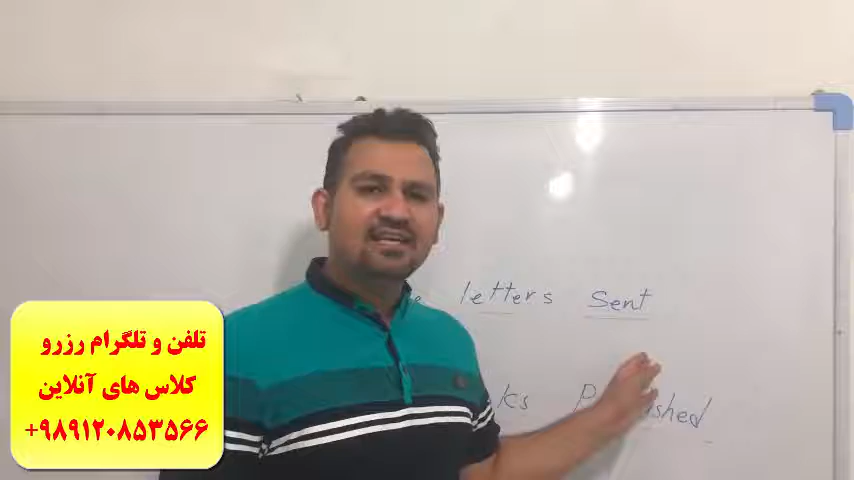 letters Sent
تلفن و تلگرام رزرو
کلاس های آنلاین
+۹۸۹۱۲۰۸۵۳۵۶۶